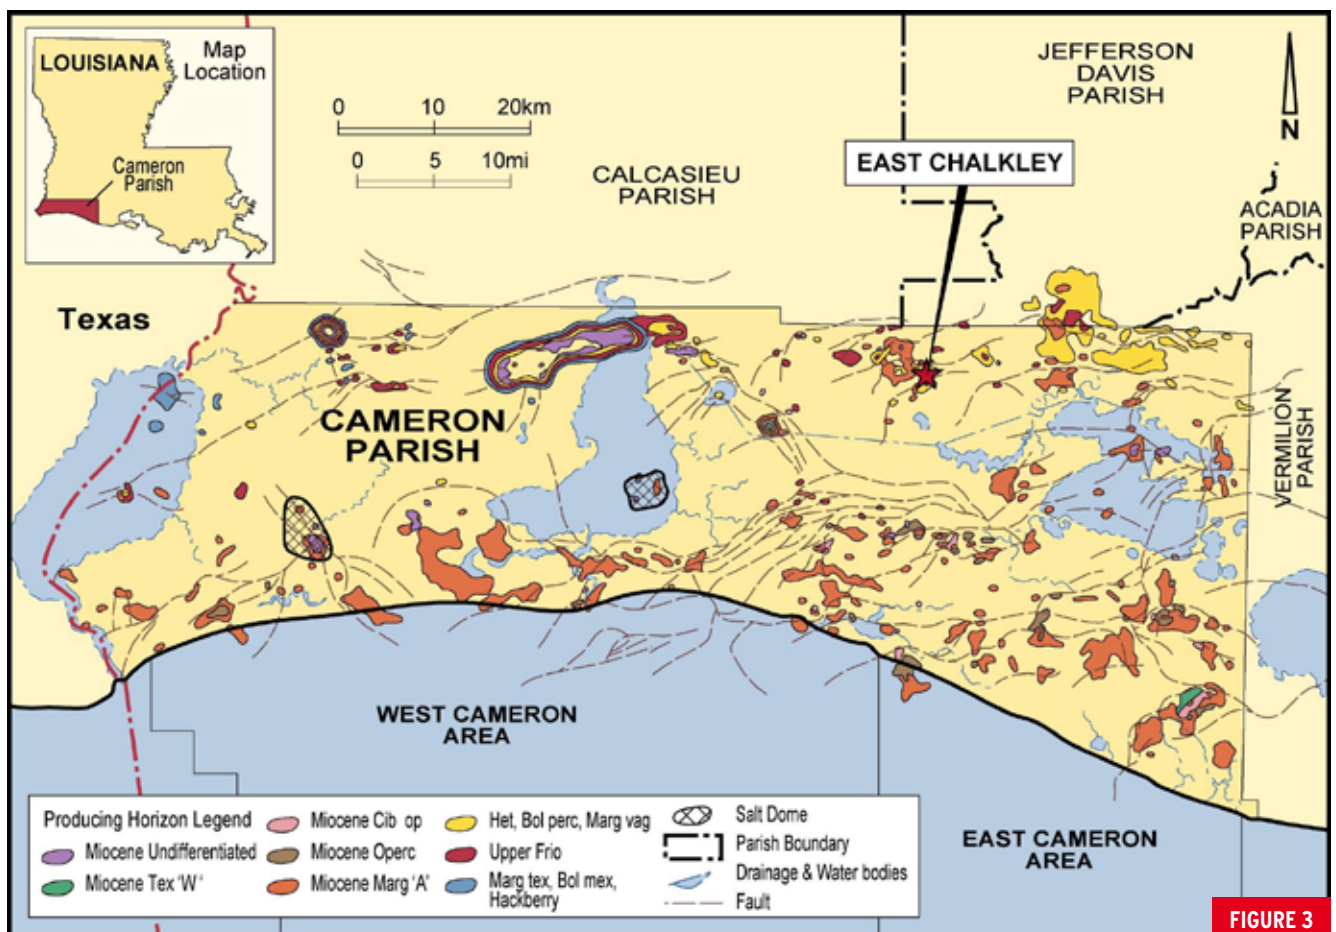 LOUISIANA
Map
Location
Cameron
Parish
0 10 20km
0 5 10mi
JEFFERSON
DAVIS
PARISH
N
EAST CHALKLEY
CALCASIEU
PARISH
ACADIA
PARISH
Texas
CAMERON
PARISH
VERMILION
PARISH
WEST CAMERON
AREA
EAST CAMERON
AREA
Producing Horizon Legend
Miocene Undifferentiated
Miocene Tex 'W'
Miocene Cib op
Miocene Operc
Miocene Marg 'A'
Het, Bol perc, Marg vag
Upper Frio
Marg tex, Bol mex,
Hackberry
Salt Dome
Parish Boundary
Drainage & Water bodies
Fault
FIGURE 3